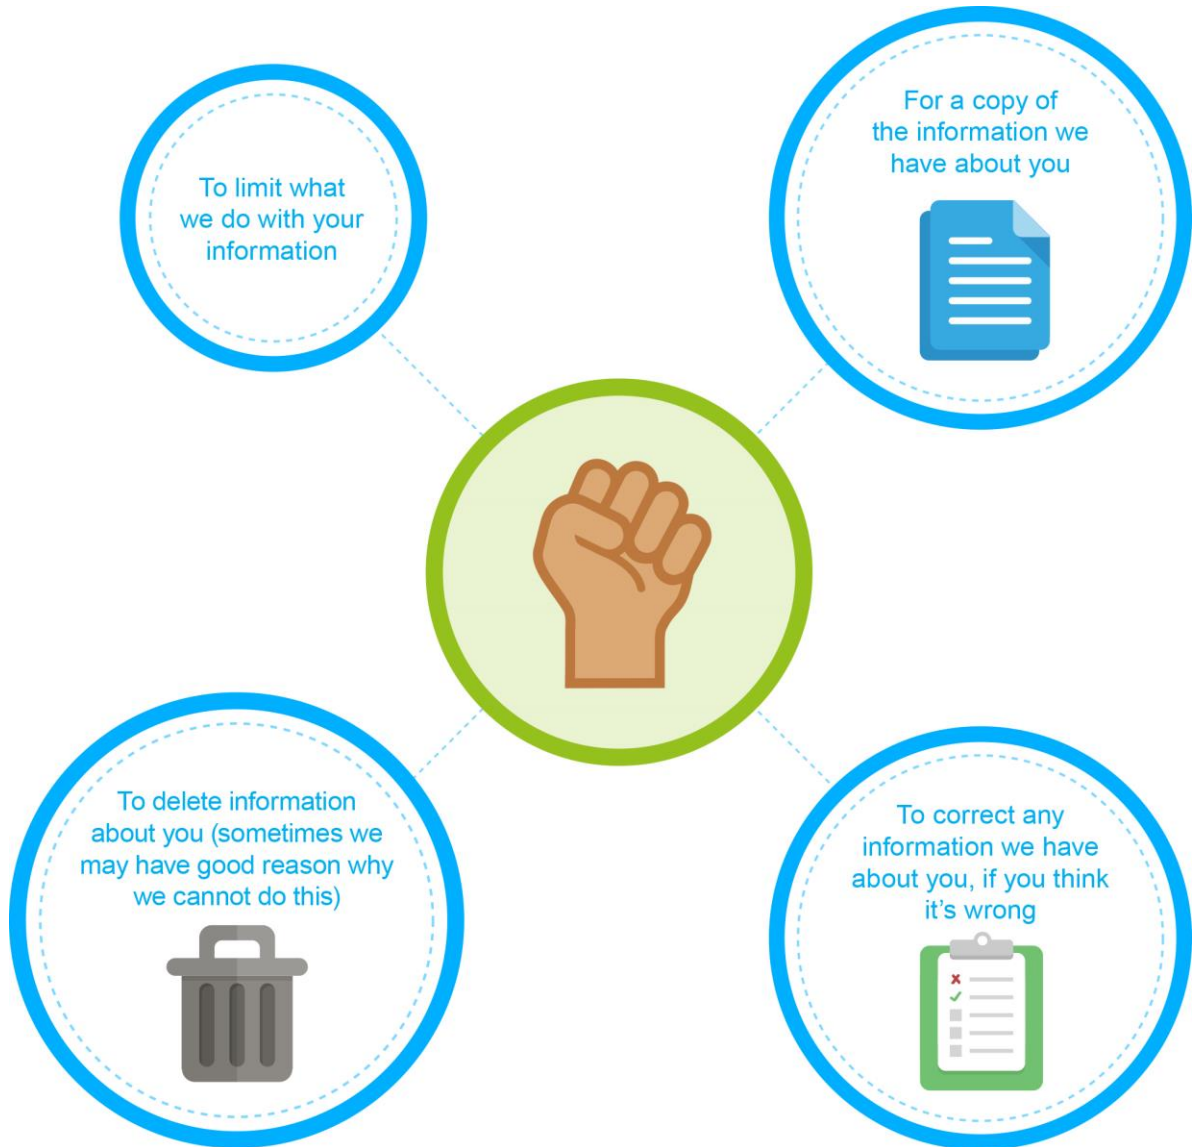 To limit what
we do with your
information
For a copy of
the information we
have about you
To delete information
about you (sometimes we
may have good reason why
we cannot do this)
To correct any
information we have
about you, if you think
it's wrong